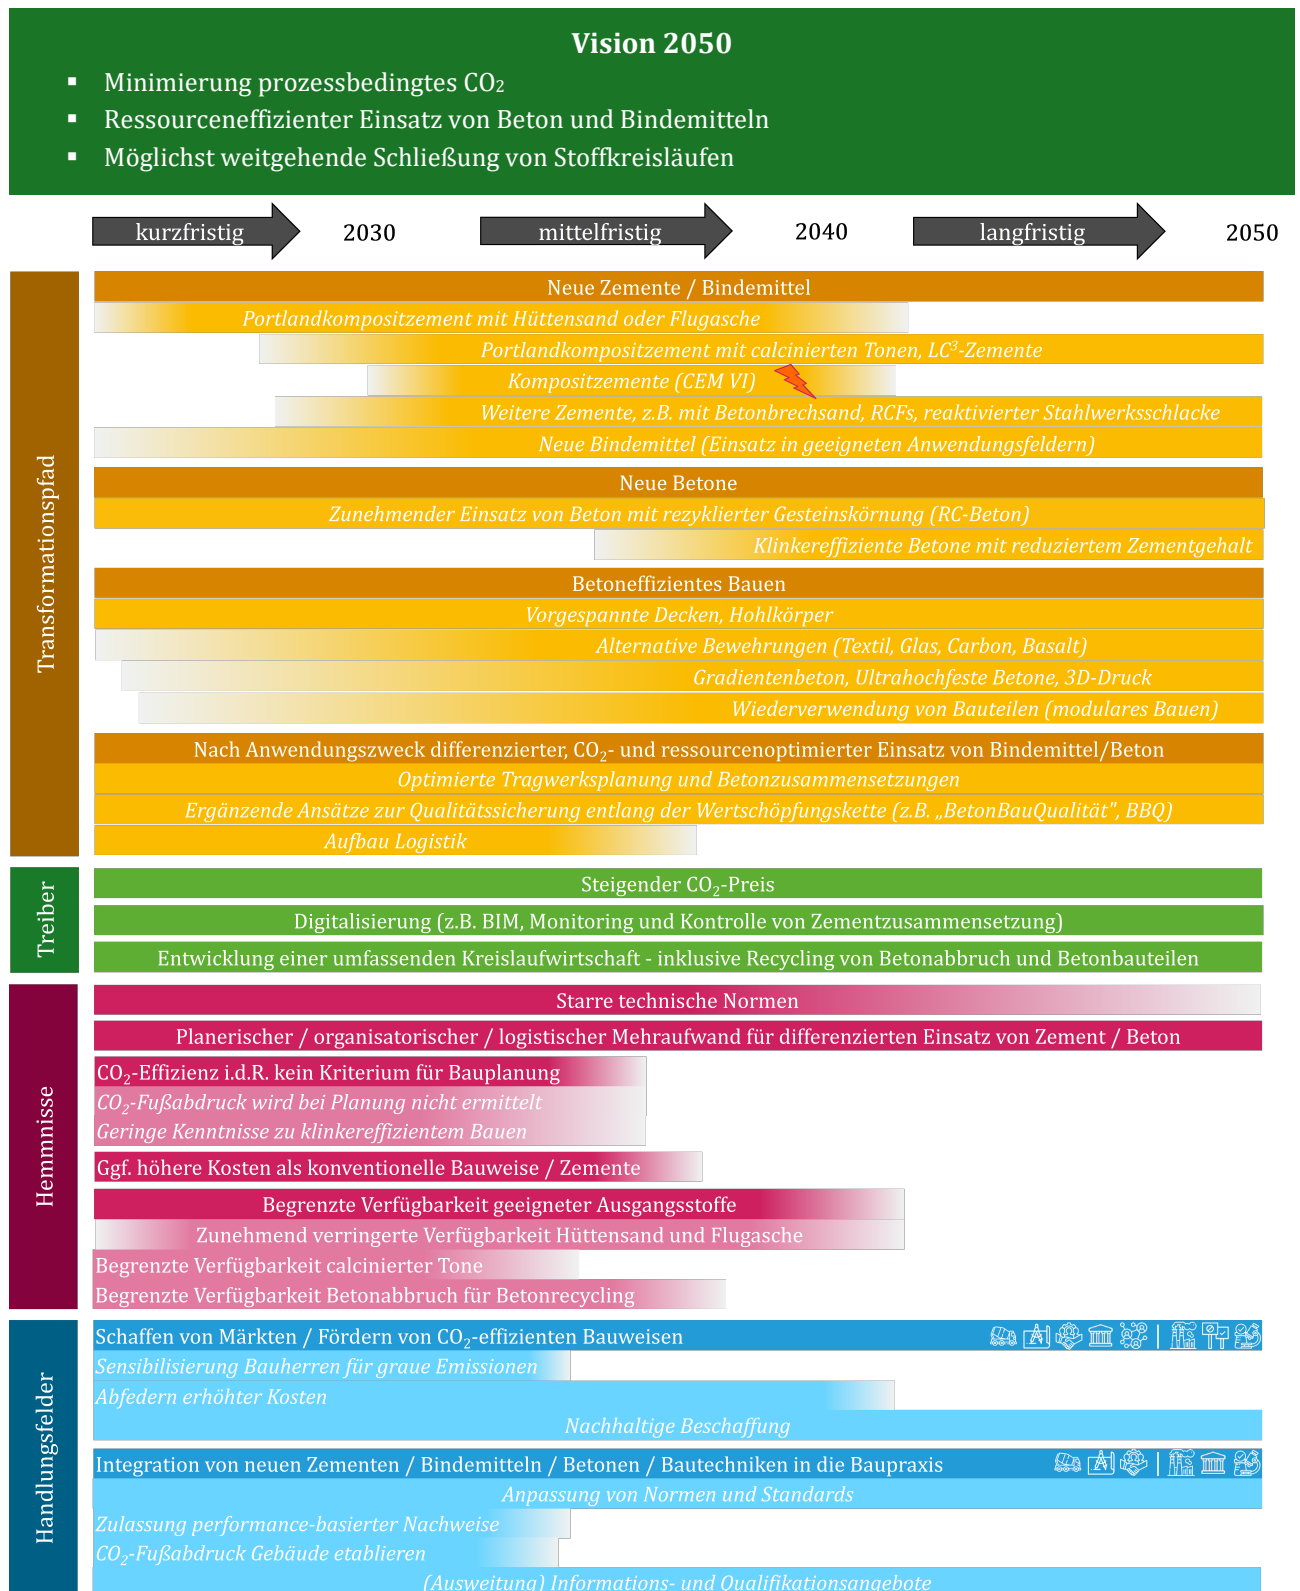 Vision 2050
▪ Minimierung prozessbedingtes CO₂
▪ Ressourceneffizienter Einsatz von Beton und Bindemitteln
▪ Möglichst weitgehende Schließung von Stoffkreisläufen
kurzfristig 2030 mittelfristig 2040 langfristig 2050
Transformationspfad
Neue Zemente / Bindemittel
Portlandkompositzement mit Hüttensand oder Flugasche
Portlandkompositzement mit calcinierten Tonen, LC³-Zemente
Kompositzemente (CEM VI)
Weitere Zemente, z.B. mit Betonbrechsand, RCFs, reaktivierter Stahlwerksschlacke
Neue Bindemittel (Einsatz in geeigneten Anwendungsfeldern)
Neue Betone
Zunehmender Einsatz von Beton mit rezyklierter Gesteinskörnung (RC-Beton)
Klinkereffiziente Betone mit reduziertem Zementgehalt
Betoneffizientes Bauen
Vorgespannte Decken, Hohlkörper
Alternative Bewehrungen (Textil, Glas, Carbon, Basalt)
Gradientenbeton, Ultrahochfeste Betone, 3D-Druck
Wiederverwendung von Bauteilen (modulares Bauen)
Nach Anwendungszweck differenzierter, CO₂- und ressourcenoptimierter Einsatz von Bindemittel/Beton
Optimierte Tragwerksplanung und Betonzusammensetzungen
Ergänzende Ansätze zur Qualitätssicherung entlang der Wertschöpfungskette (z.B. „BetonBauQualität", BBQ)
Aufbau Logistik
Treiber
Steigender CO₂-Preis
Digitalisierung (z.B. BIM, Monitoring und Kontrolle von Zementzusammensetzung)
Entwicklung einer umfassenden Kreislaufwirtschaft - inklusive Recycling von Betonabbruch und Betonbauteilen
Hemmnisse
Starre technische Normen
Planerischer / organisatorischer / logistischer Mehraufwand für differenzierten Einsatz von Zement / Beton
CO₂-Effizienz i.d.R. kein Kriterium für Bauplanung
CO₂-Fußabdruck wird bei Planung nicht ermittelt
Geringe Kenntnisse zu klinkereffizientem Bauen
Ggf. höhere Kosten als konventionelle Bauweise / Zemente
Begrenzte Verfügbarkeit geeigneter Ausgangsstoffe
Zunehmend verringerte Verfügbarkeit Hüttensand und Flugasche
Begrenzte Verfügbarkeit calcinierter Tone
Begrenzte Verfügbarkeit Betonabbruch für Betonrecycling
Handlungsfelder
Schaffen von Märkten / Fördern von CO₂-effizienten Bauweisen
Sensibilisierung Bauherren für graue Emissionen
Abfedern erhöhter Kosten
Nachhaltige Beschaffung
Integration von neuen Zementen / Bindemitteln / Betonen / Bautechniken in die Baupraxis
Anpassung von Normen und Standards
Zulassung performance-basierter Nachweise
CO₂-Fußabdruck Gebäude etablieren
(Ausweitung) Informations- und Qualifikationsangebote